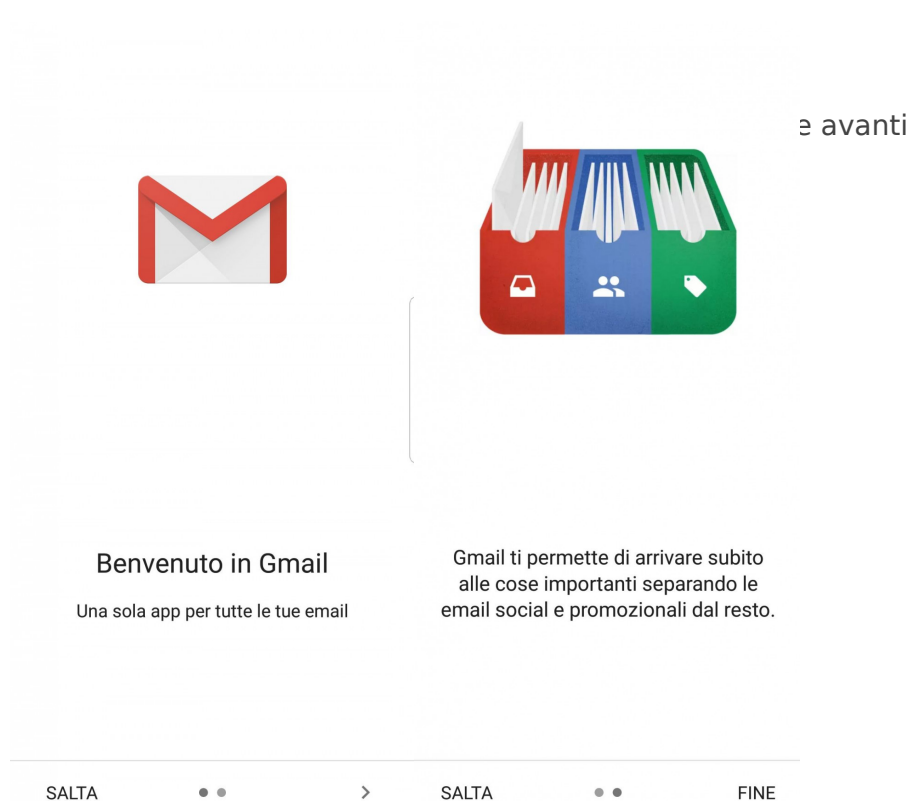 e avanti
Benvenuto in Gmail
Una sola app per tutte le tue email
SALTA
Gmail ti permette di arrivare subito
alle cose importanti separando le
email social e promozionali dal resto.
SALTA
FINE